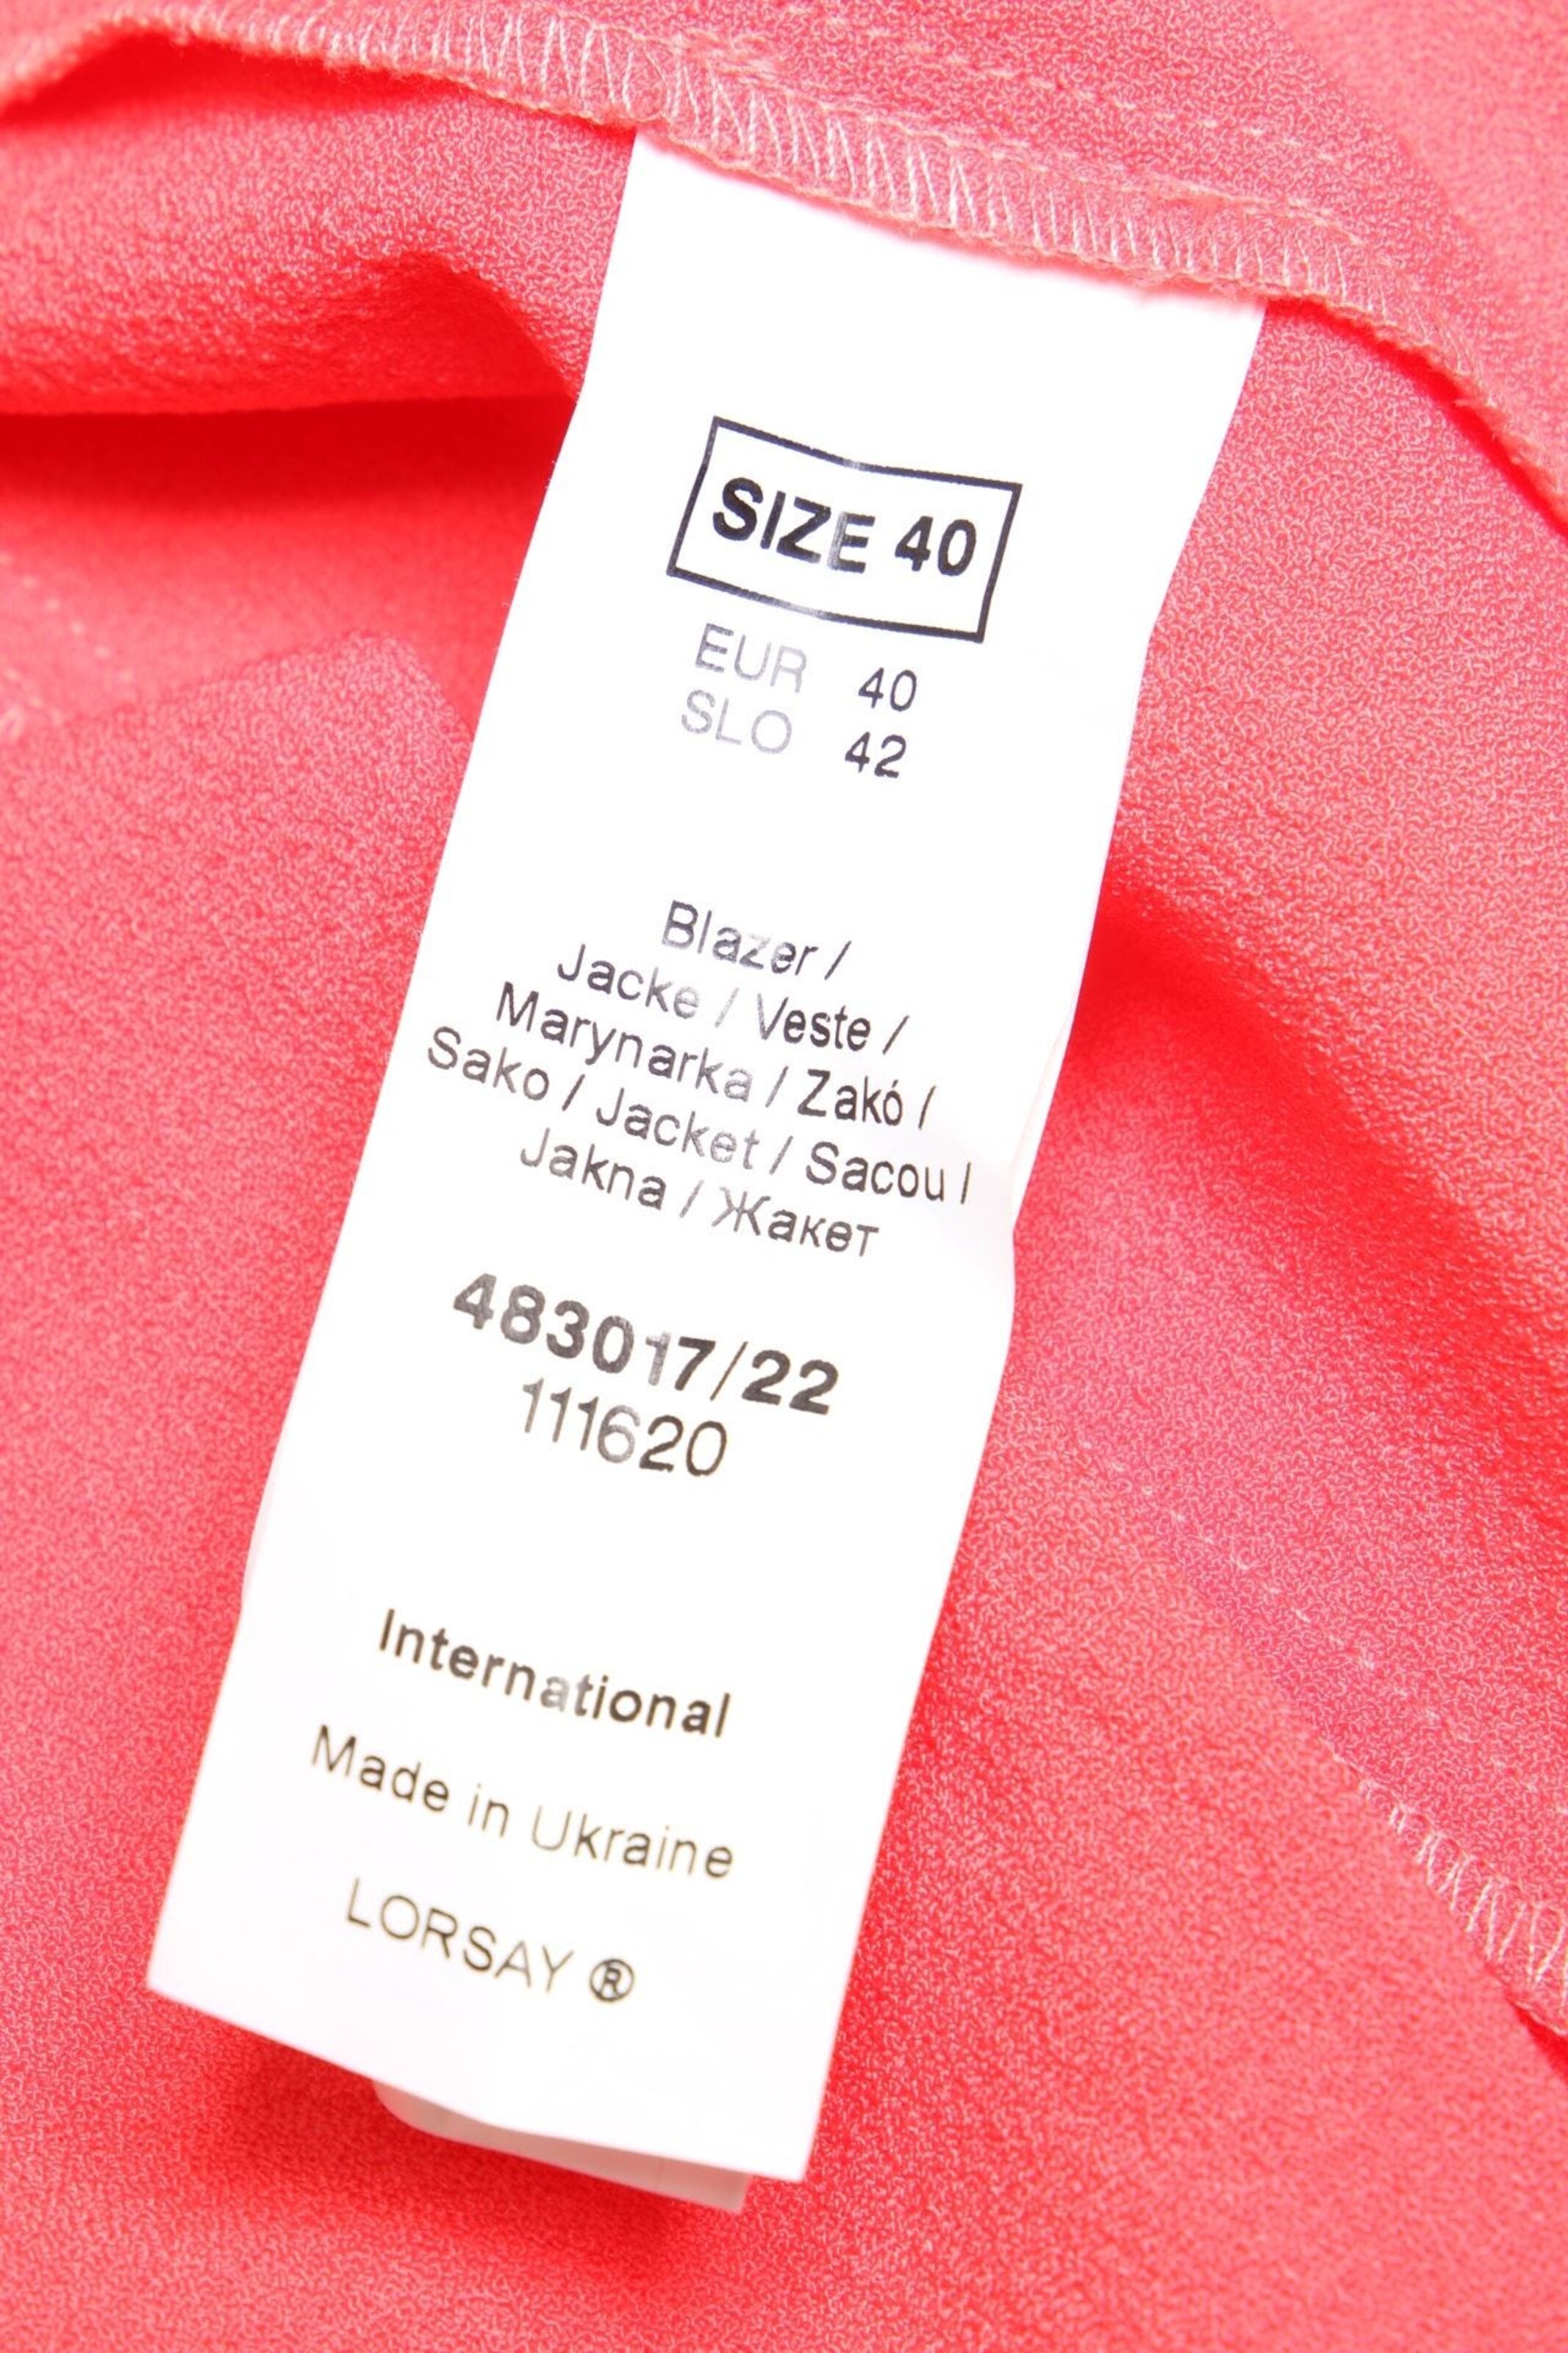 SIZE 40
EUR 40
SLO 42
Blazer /
Jacke / Veste /
Marynarka / Zakó /
Sako / Jacket / Sacou /
Jakna / Жакет
483017/22
111620
International
Made in Ukraine
LORSAY ®